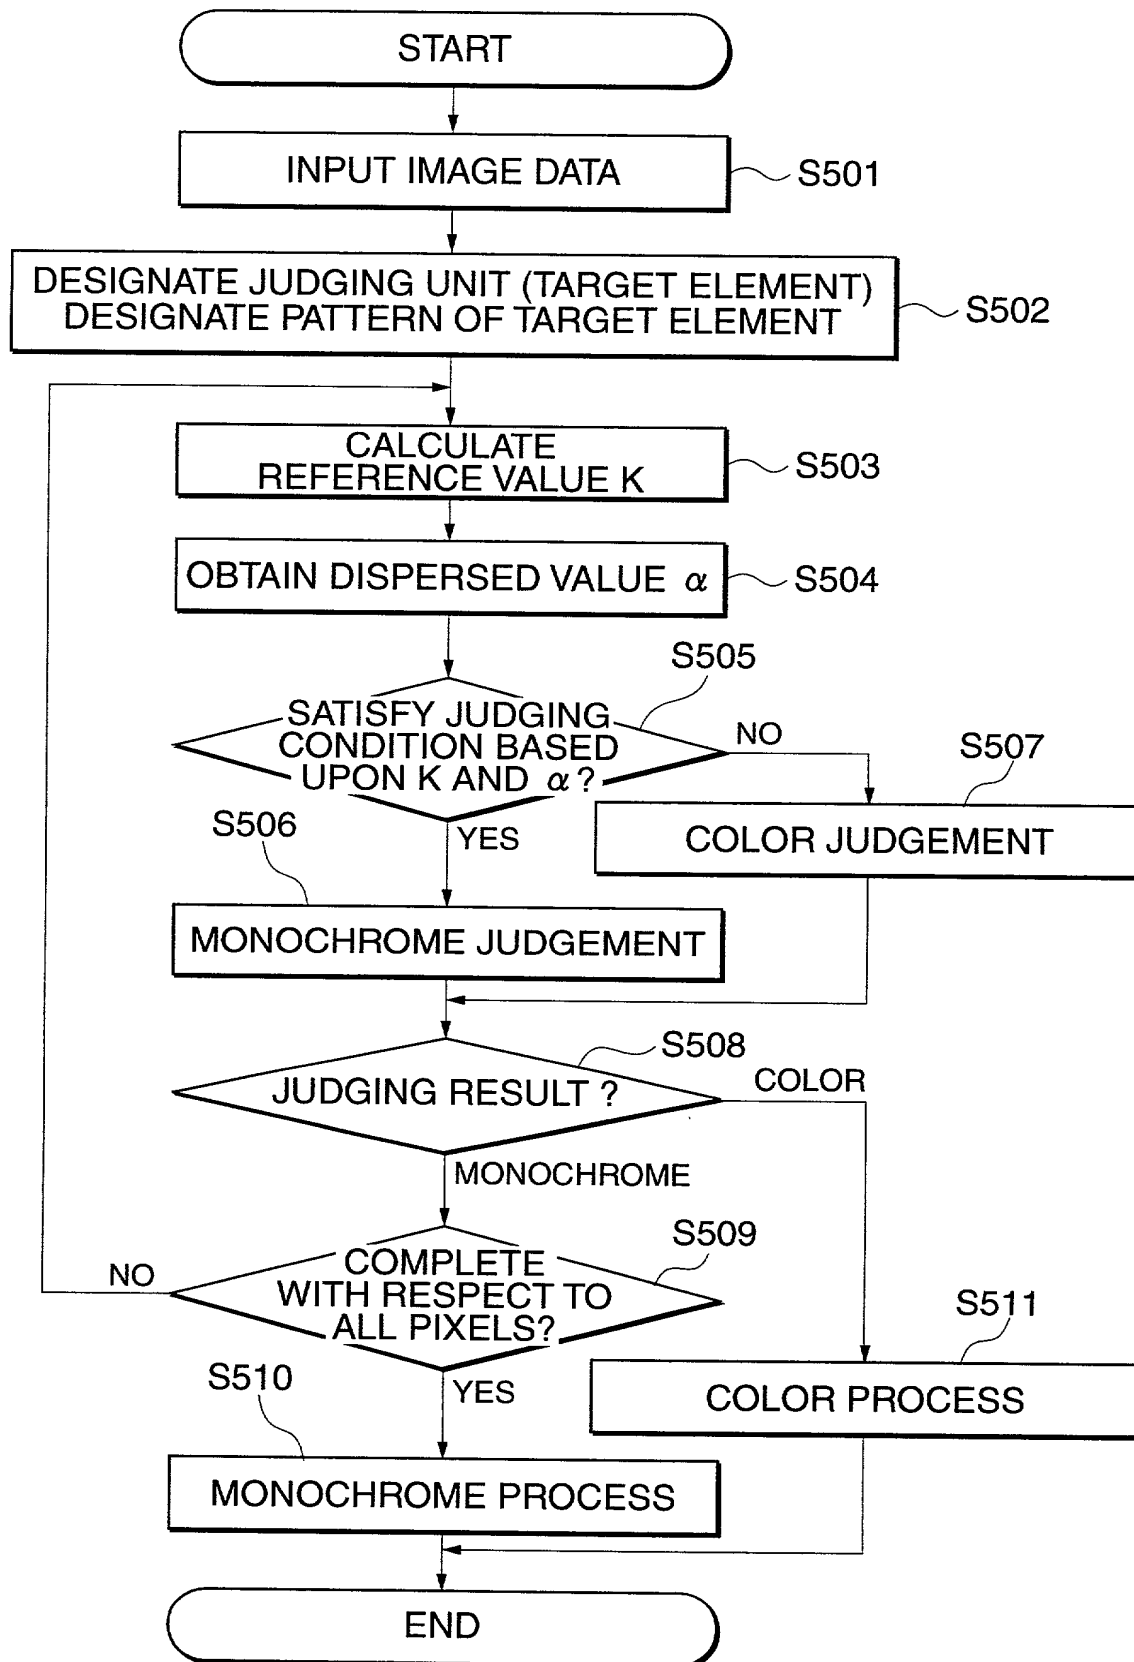 START
INPUT IMAGE DATA
S501
DESIGNATE JUDGING UNIT (TARGET ELEMENT)
DESIGNATE PATTERN OF TARGET ELEMENT
S502
CALCULATE
REFERENCE VALUE K
S503
OBTAIN DISPERSED VALUE α
S504
S505
SATISFY JUDGING
CONDITION BASED
UPON K AND α?
NO
S507
COLOR JUDGEMENT
S506
YES
MONOCHROME JUDGEMENT
S508
JUDGING RESULT ?
COLOR
MONOCHROME
S509
COMPLETE
WITH RESPECT TO
ALL PIXELS?
NO
S511
COLOR PROCESS
S510
YES
MONOCHROME PROCESS
END